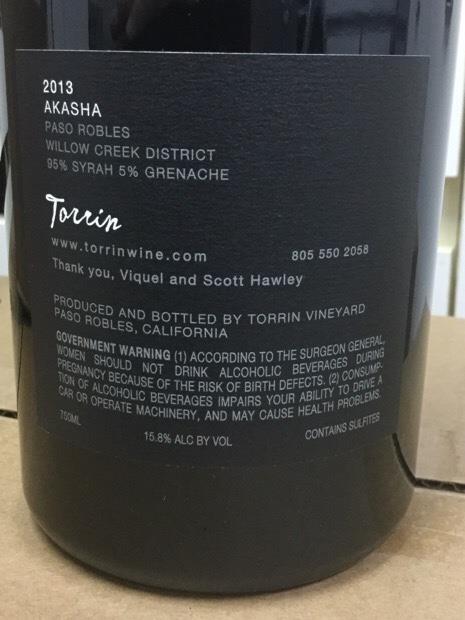 2013
AKASHA
PASO ROBLES
WILLOW CREEK DISTRICT
95% SYRAH 5% GRENACHE
Torrin
www.torrinwine.com 805 550 2058
Thank you, Viquel and Scott Hawley
PRODUCED AND BOTTLED BY TORRIN VINEYARD
PASO ROBLES, CALIFORNIA
GOVERNMENT WARNING (1) ACCORDING TO THE SURGEON GENERAL,
WOMEN SHOULD NOT DRINK ALCOHOLIC BEVERAGES DURING
PREGNANCY BECAUSE OF THE RISK OF BIRTH DEFECTS. (2) CONSUMP-
TION OF ALCOHOLIC BEVERAGES IMPAIRS YOUR ABILITY TO DRIVE A
CAR OR OPERATE MACHINERY, AND MAY CAUSE HEALTH PROBLEMS.
750ML 15.8% ALC BY VOL CONTAINS SULFITES